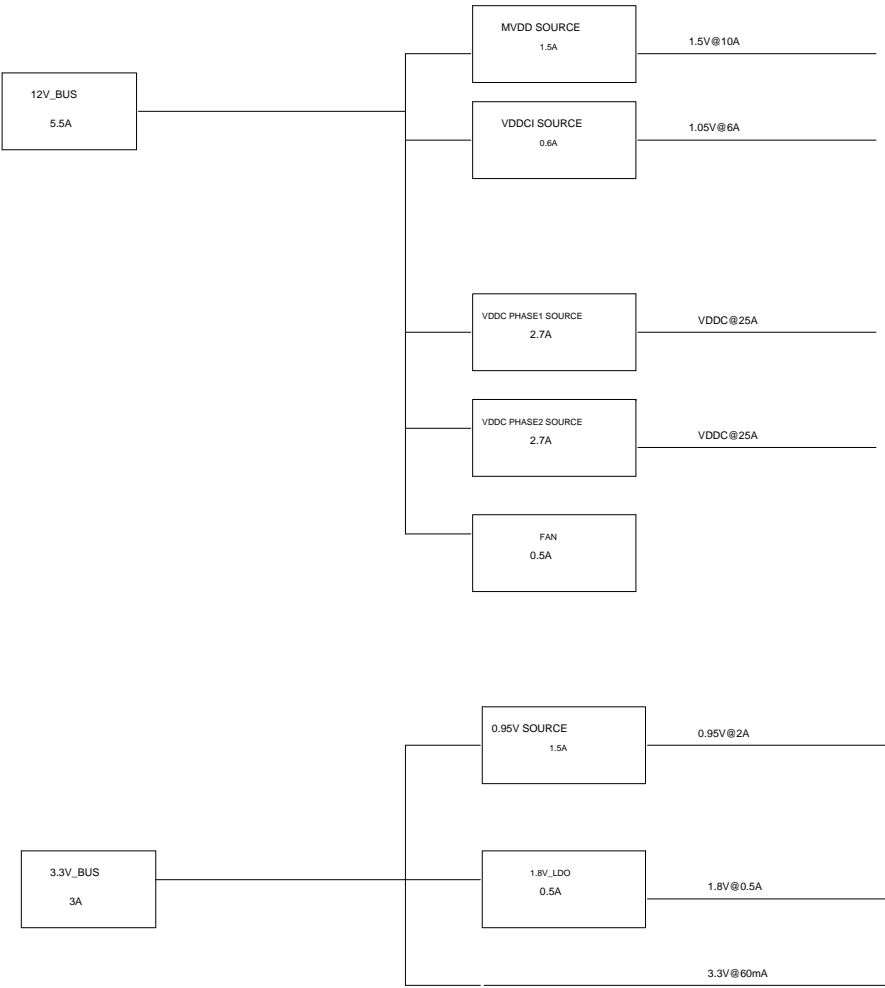 MVDD SOURCE
1.5A
1.5V@10A
12V_BUS
5.5A
VDDCI SOURCE
0.6A
1.05V@6A
VDDC PHASE1 SOURCE
2.7A
VDDC@25A
VDDC PHASE2 SOURCE
2.7A
VDDC@25A
FAN
0.5A
0.95V SOURCE
1.5A
0.95V@2A
3.3V_BUS
3A
1.8V_LDO
0.5A
1.8V@0.5A
3.3V@60mA